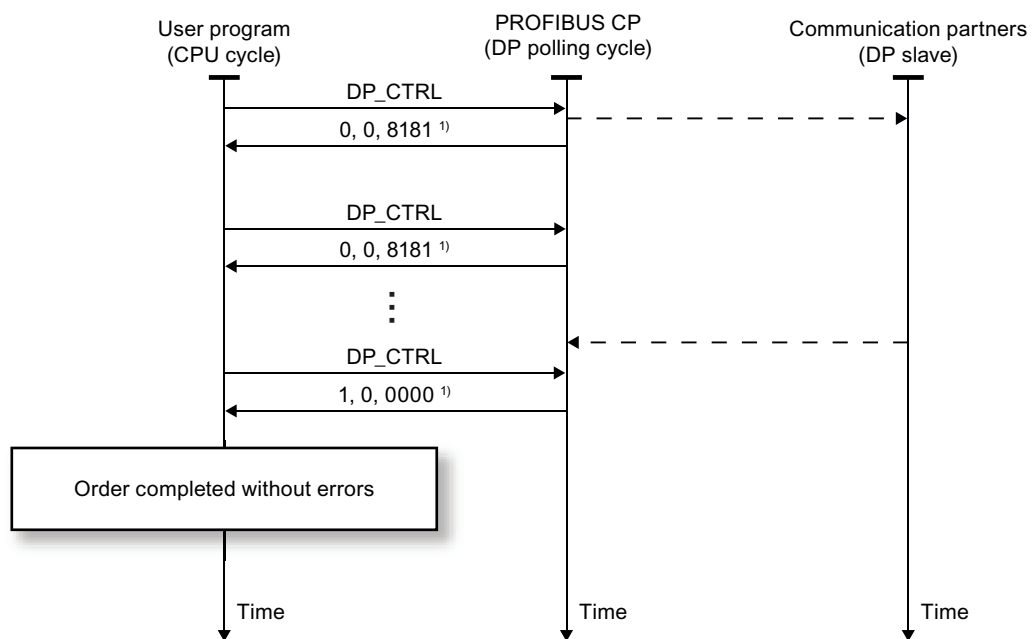 User program
(CPU cycle)
PROFIBUS CP
(DP polling cycle)
Communication partners
(DP slave)
DP_CTRL
0, 0, 8181 1)
DP_CTRL
0, 0, 8181 1)
DP_CTRL
1, 0, 0000 1)
Order completed without errors
Time
Time
Time